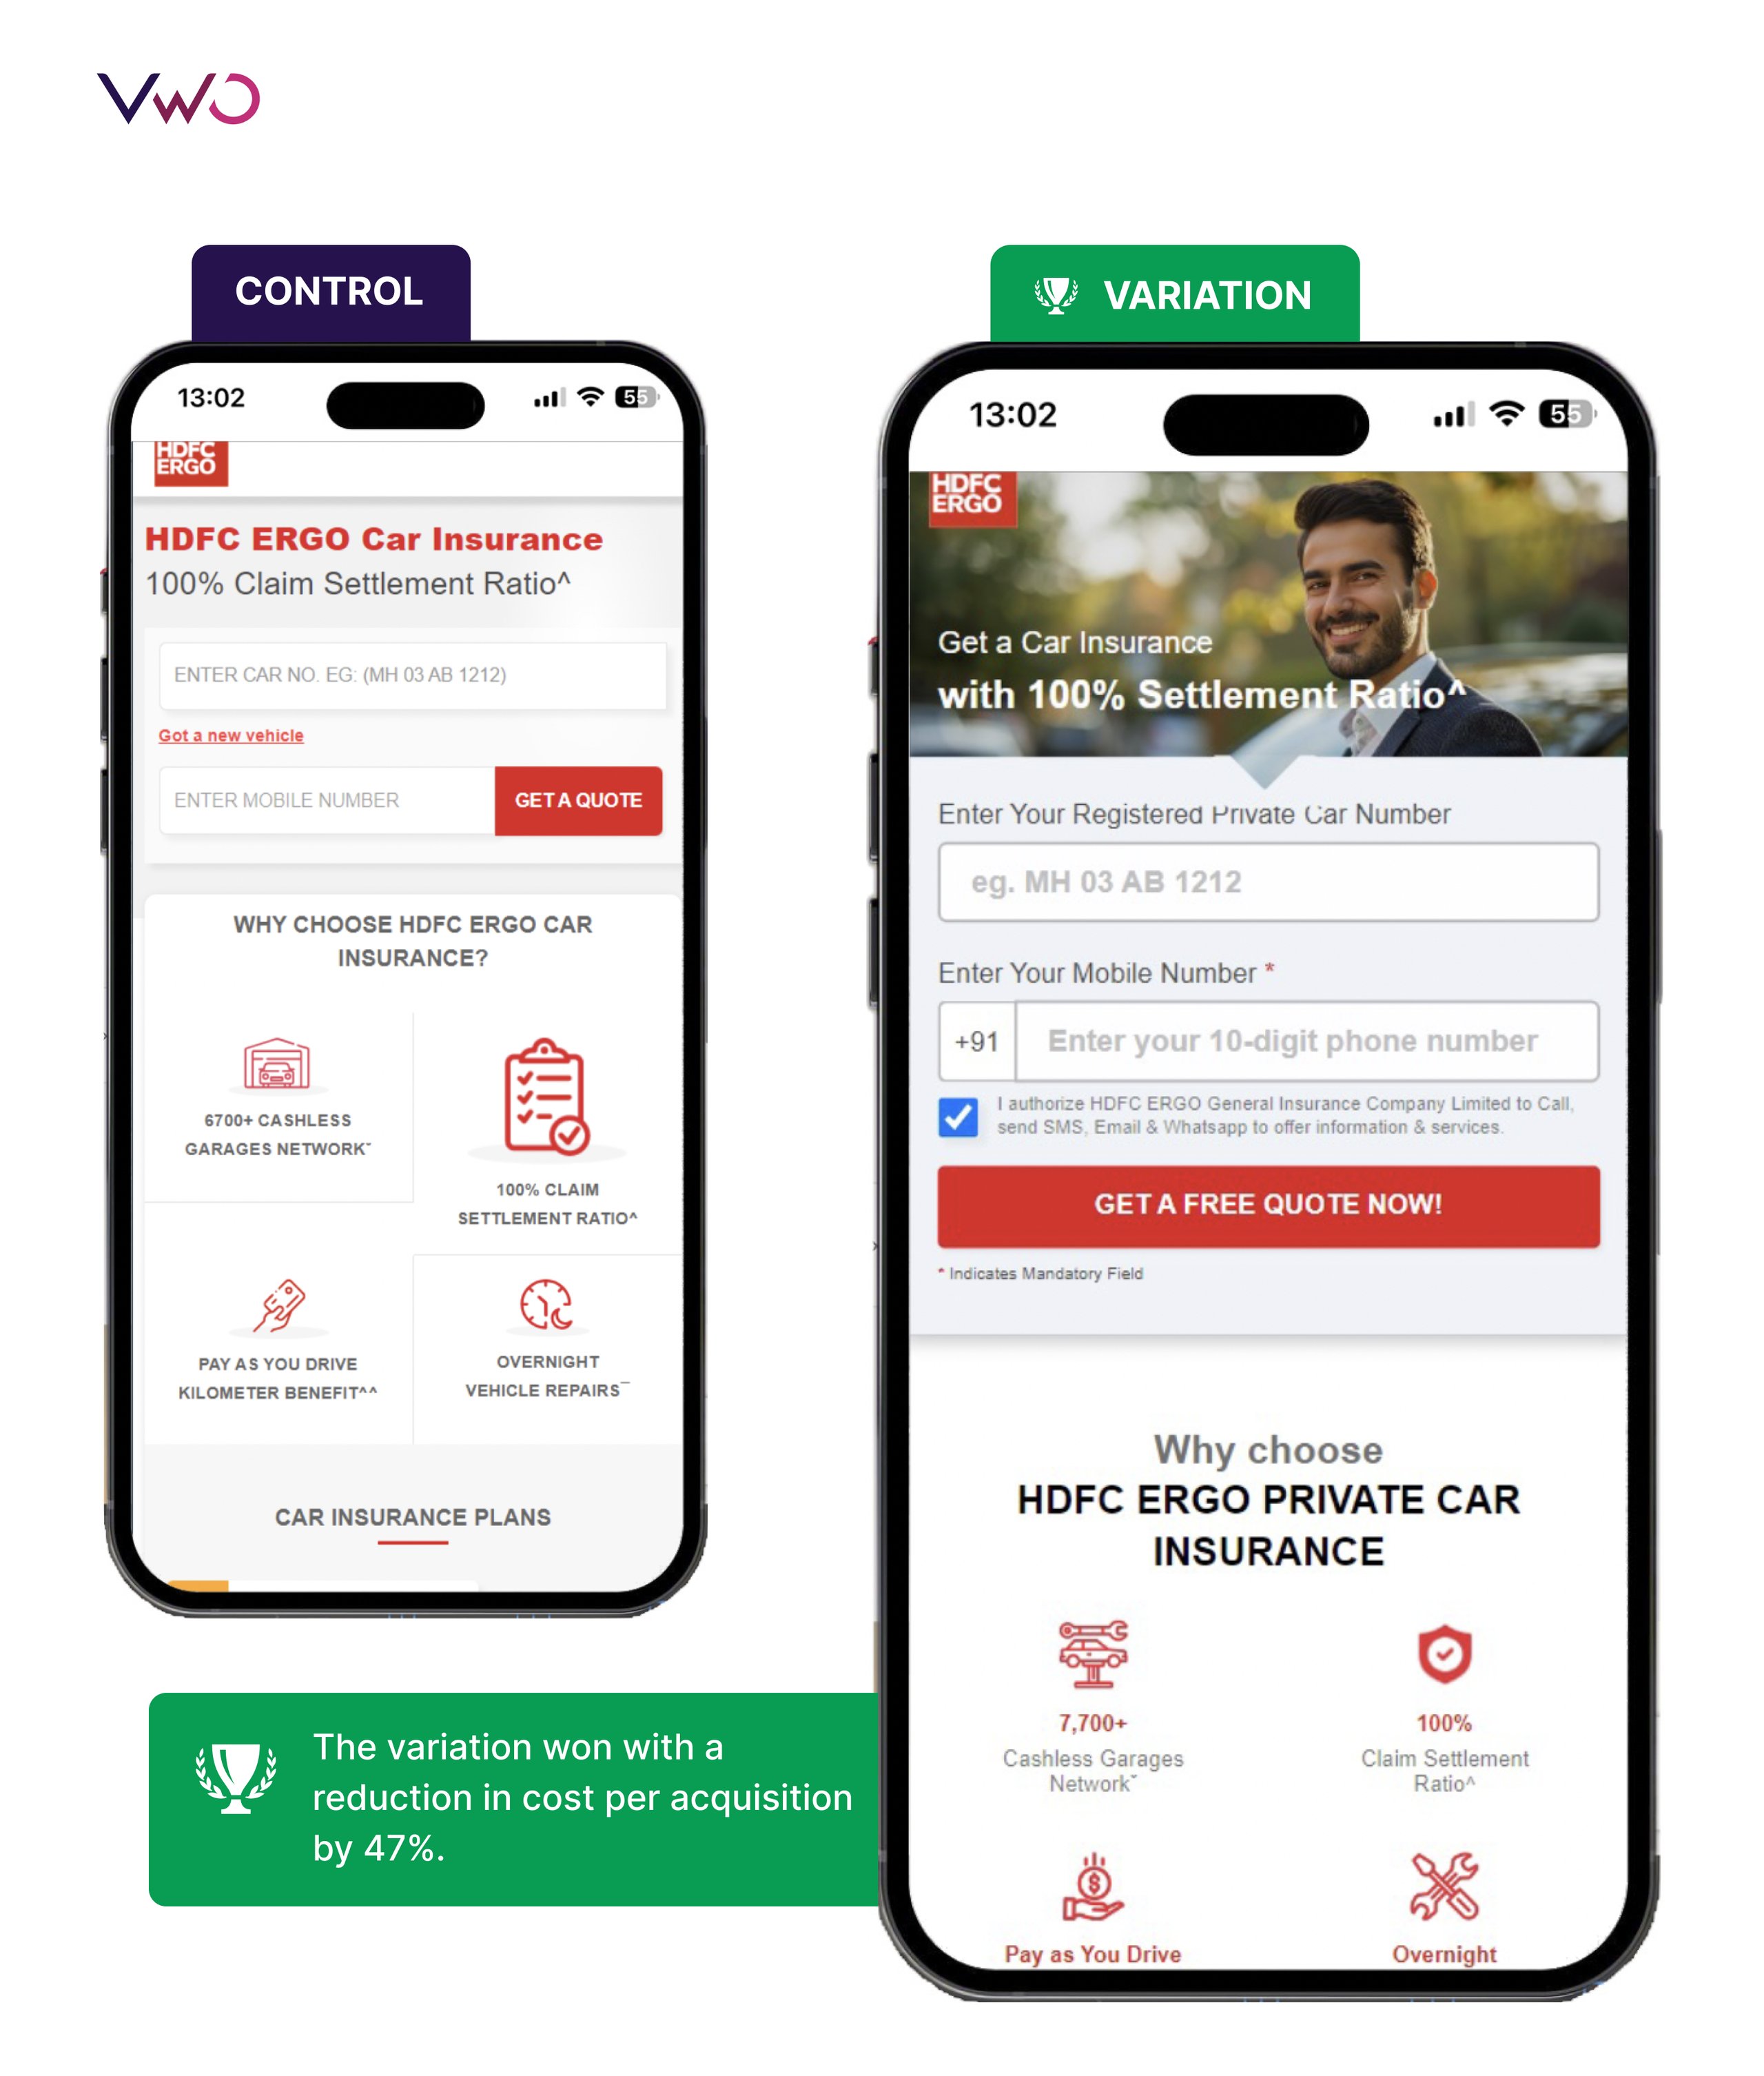 VWO
CONTROL
13:02
55
HDFC
ERGO
HDFC ERGO Car Insurance
100% Claim Settlement Ratio^
ENTER CAR NO. EG: (MH 03 AB 1212)
Got a new vehicle
ENTER MOBILE NUMBER
GET A QUOTE
WHY CHOOSE HDFC ERGO CAR
INSURANCE?
6700+ CASHLESS
GARAGES NETWORKˇ
100% CLAIM
SETTLEMENT RATIO^
PAY AS YOU DRIVE
KILOMETER BENEFIT^^
OVERNIGHT
VEHICLE REPAIRS¯
CAR INSURANCE PLANS
The variation won with a
reduction in cost per acquisition
by 47%.
VARIATION
13:02
55
HDFC
ERGO
Get a Car Insurance
with 100% Settlement Ratio^
Enter Your Registered Private Car Number
eg. MH 03 AB 1212
Enter Your Mobile Number *
+91
Enter your 10-digit phone number
I authorize HDFC ERGO General Insurance Company Limited to Call,
send SMS, Email & Whatsapp to offer information & services.
GET A FREE QUOTE NOW!
* Indicates Mandatory Field
Why choose
HDFC ERGO PRIVATE CAR
INSURANCE
7,700+
Cashless Garages
Networkˇ
100%
Claim Settlement
Ratio^
Pay as You Drive
Overnight